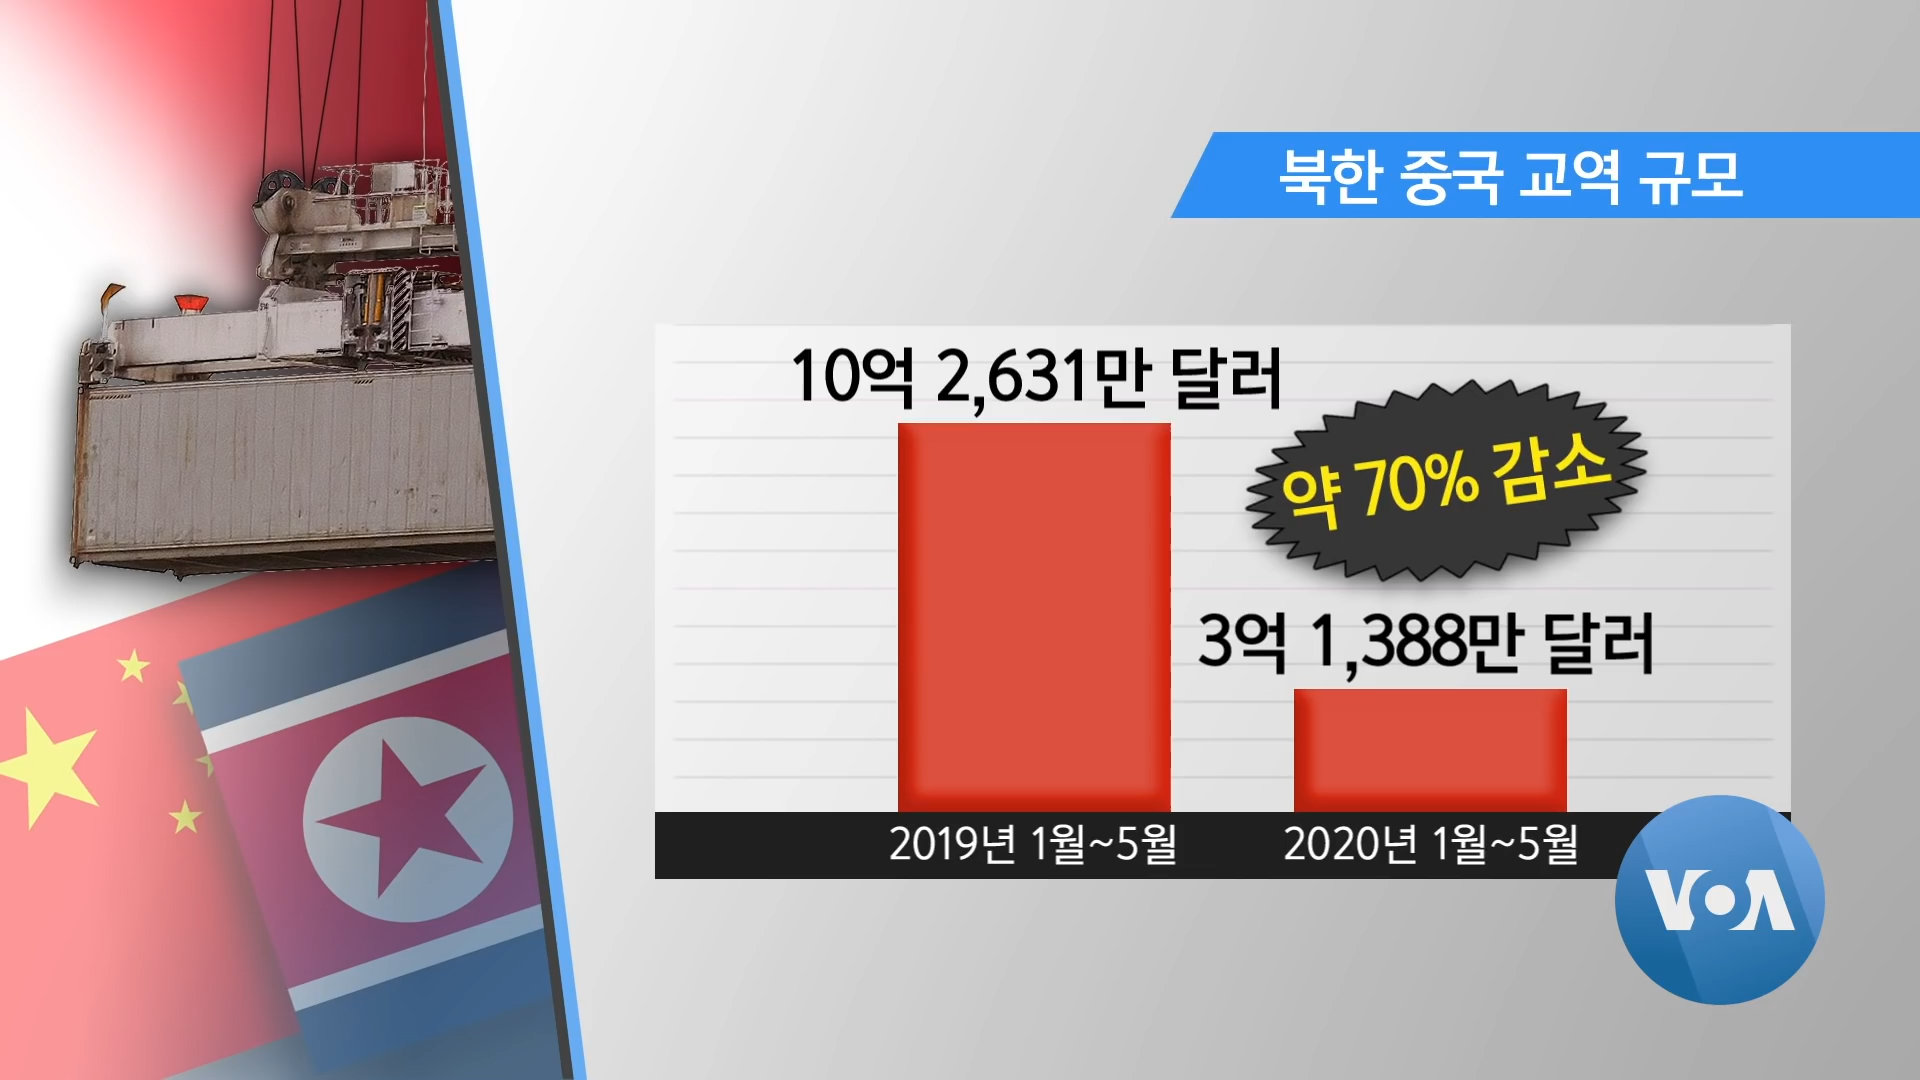 북한 중국 교역 규모
10억 2,631만 달러
약 70% 감소
3억 1,388만 달러
2019년 1월~5월
2020년 1월~5월
VOA